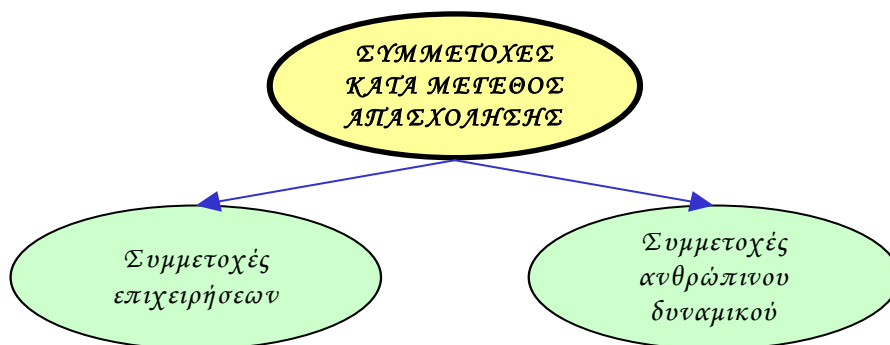 ΣΥΜΜΕΤΟΧΕΣ
ΚΑΤΑ ΜΕΓΕΘΟΣ
ΑΠΑΣΧΟΛΗΣΗΣ
Συμμετοχές
επιχειρήσεων
Συμμετοχές
ανθρώπινου
δυναμικού